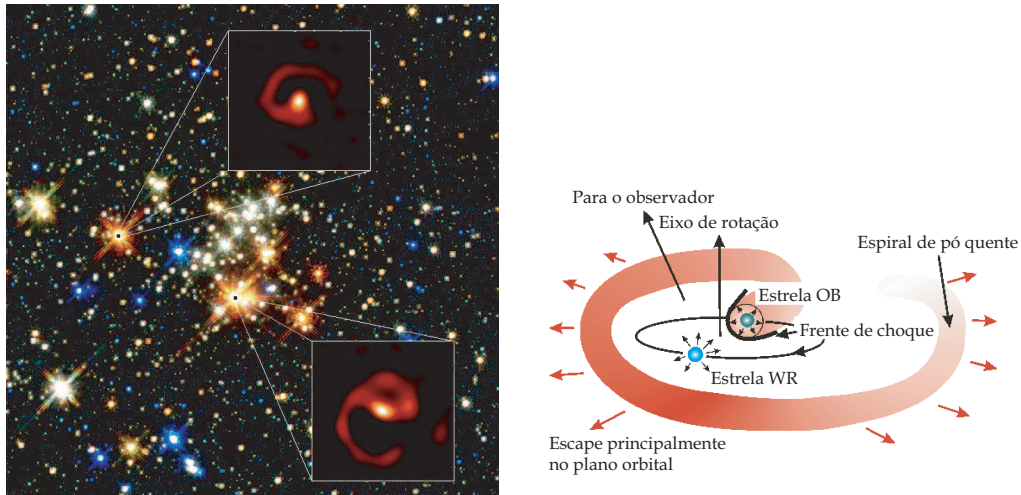 Para o observador
Eixo de rotação
Espiral de pó quente
Estrela OB
Frente de choque
Estrela WR
Escape principalmente
no plano orbital